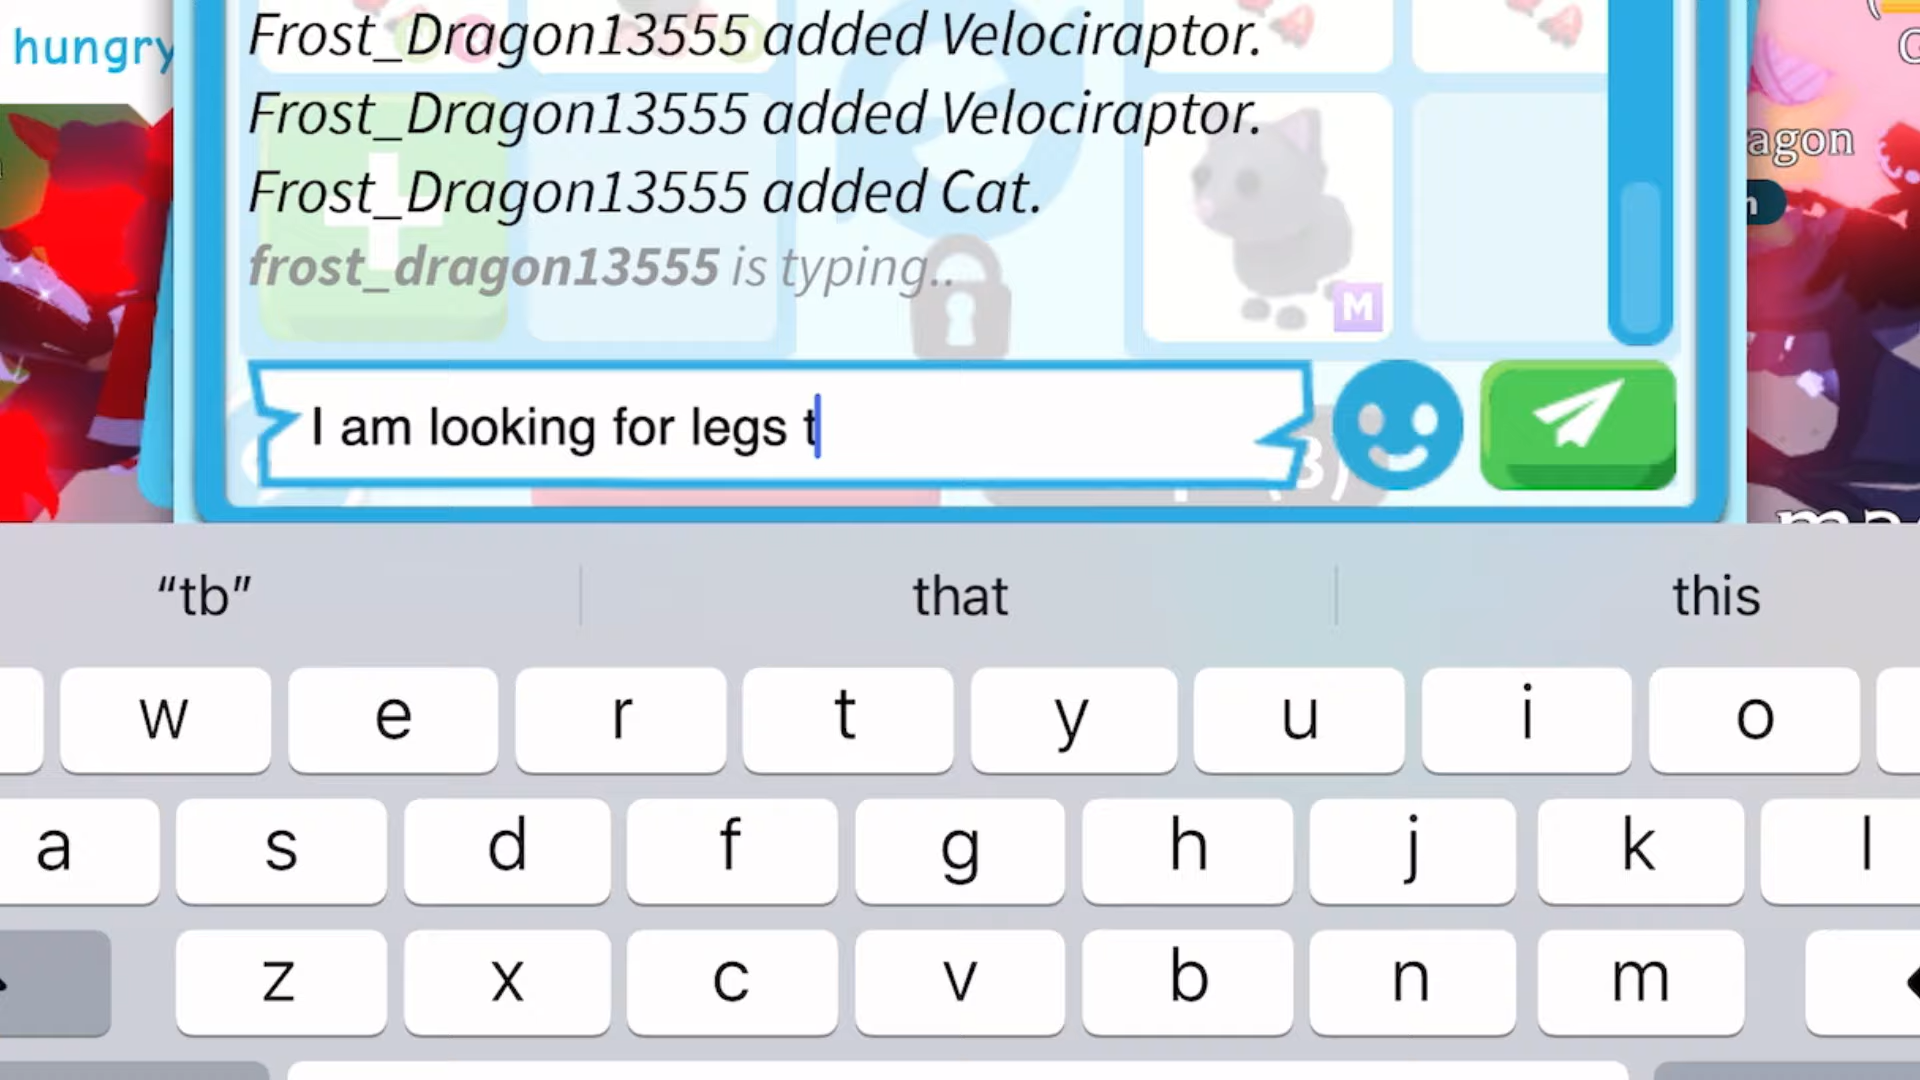 hungry
Frost_Dragon13555 added Velociraptor.
Frost_Dragon13555 added Velociraptor.
Frost_Dragon13555 added Cat.
frost_dragon13555 is typing..
agon
M
I am looking for legs t
3)
“tb” that this
w e r t y u i o
a s d f g h j k l
z x c v b n m